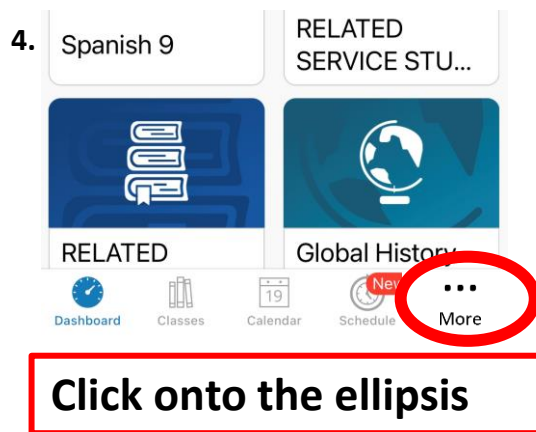 4.
Spanish 9
RELATED
SERVICE STU...
RELATED
Global History
19
New
Dashboard
Classes
Calendar
Schedule
More
Click onto the ellipsis